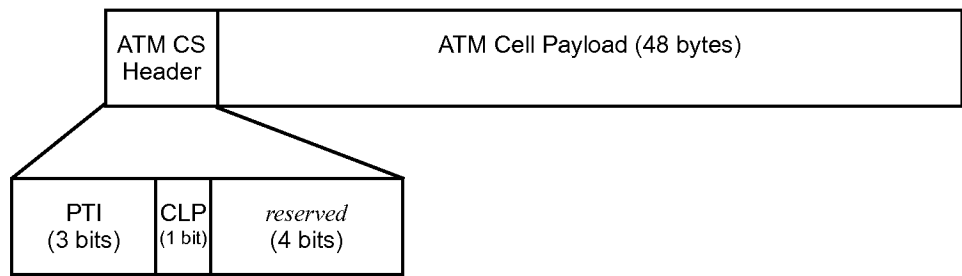 ATM CS
Header
ATM Cell Payload (48 bytes)
PTI
(3 bits)
CLP
(1 bit)
reserved
(4 bits)